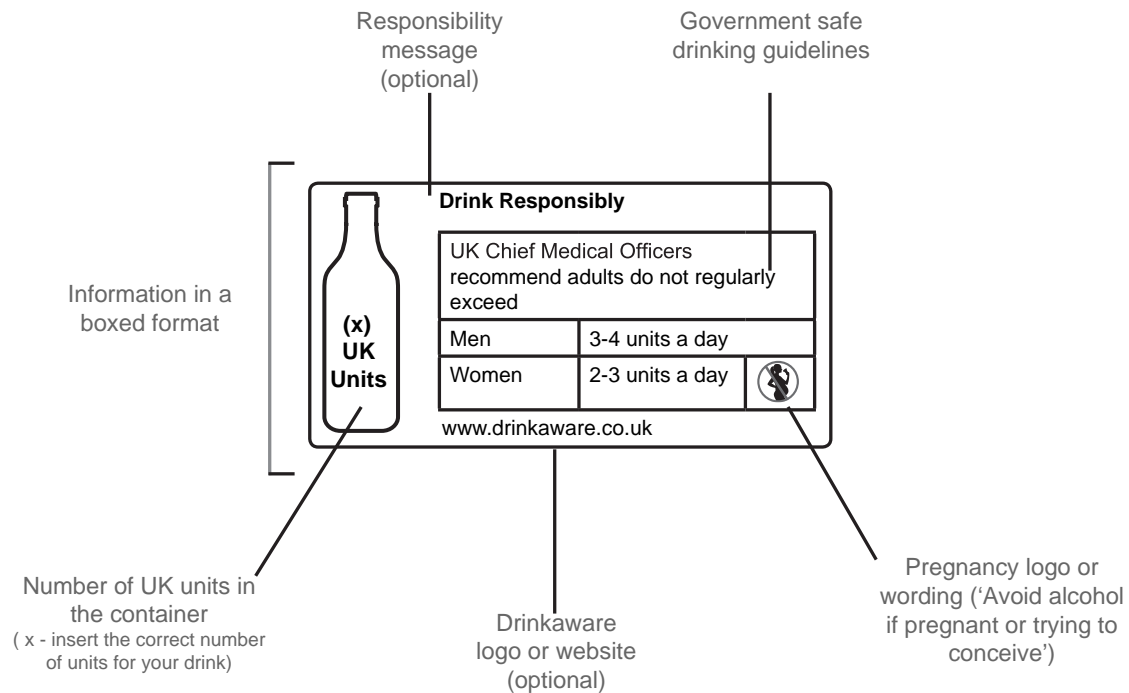 Responsibility
message
(optional)
Government safe
drinking guidelines
Information in a
boxed format
Drink Responsibly
UK Chief Medical Officers
recommend adults do not regularly
exceed
Men 3-4 units a day
Women 2-3 units a day
(x)
UK
Units
www.drinkaware.co.uk
Number of UK units in
the container
( x - insert the correct number
of units for your drink)
Drinkaware
logo or website
(optional)
Pregnancy logo or
wording (‘Avoid alcohol
if pregnant or trying to
conceive’)